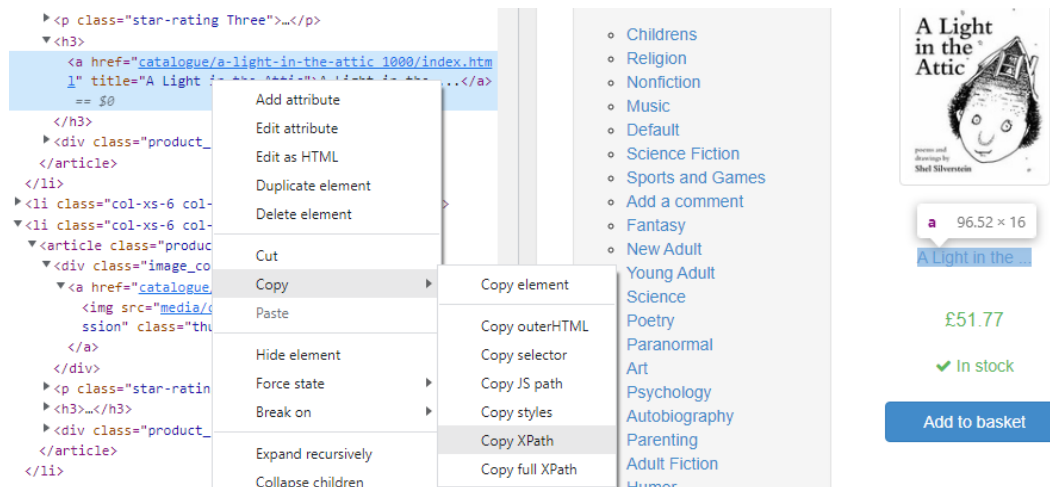 <p class="star-rating Three">…</p>
<h3>
<a href="catalogue/a-light-in-the-attic_1000/index.htm
l" title="A Light in the Attic">A Light in the ...</a>
== $0
</h3>
<div class="product_
</article>
</li>
<li class="col-xs-6 col-
>
<li class="col-xs-6 col-
<article class="produc
<div class="image_co
<a href="catalogue/
<img src="media/c
ssion" class="thu
</a>
</div>
<p class="star-ratin
<h3>…</h3>
<div class="product_
</article>
</li>
Add attribute
Edit attribute
Edit as HTML
Duplicate element
Delete element
Cut
Copy
Paste
Hide element
Force state
Break on
Expand recursively
Collapse children
Copy element
Copy outerHTML
Copy selector
Copy JS path
Copy styles
Copy XPath
Copy full XPath
Childrens
Religion
Nonfiction
Music
Default
Science Fiction
Sports and Games
Add a comment
Fantasy
New Adult
Young Adult
Science
Poetry
Paranormal
Art
Psychology
Autobiography
Parenting
Adult Fiction
Humor
A Light
in the
Attic
poems and
drawings by
Shel Silverstein
a 96.52 × 16
A Light in the ...
£51.77
In stock
Add to basket